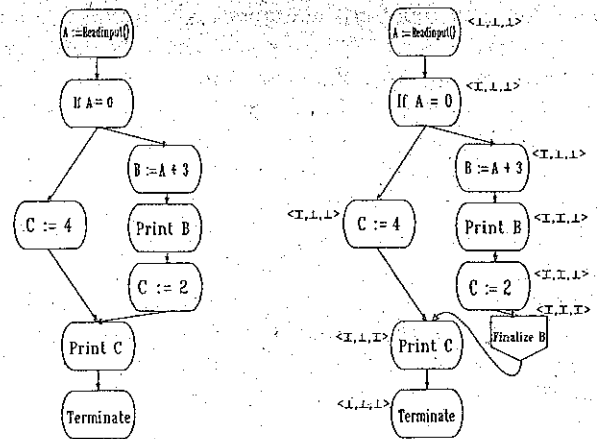 A :=Readinput()
If A= 0
B :=A + 3
C := 4
Print B
C := 2
Print C
Terminate
A :=Readinput()
<⊥,⊥,⊥>
If A = 0
<I,⊥,⊥>
B :=A + 3
<I,⊥,⊥>
<I,⊥,⊥>
C := 4
Print B
<I,I,⊥>
C := 2
<I,I,⊥>
<I,I,I>
Finalize B
<I,⊥,I>
Print C
<⊥,⊥,⊥>
Terminate